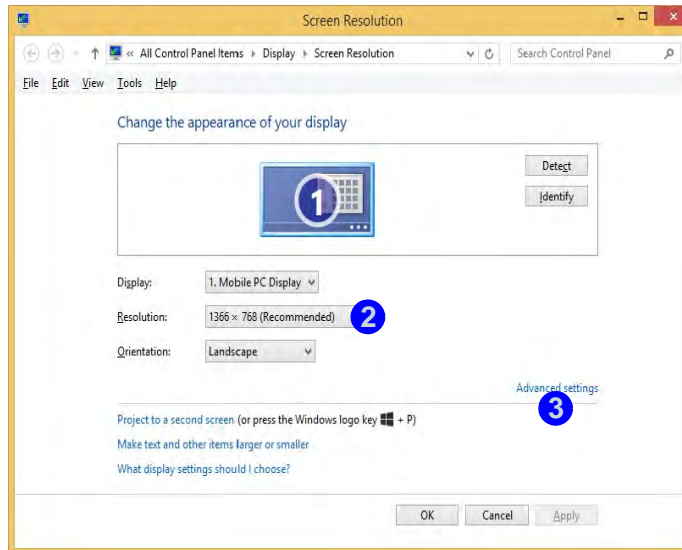 Screen Resolution
« All Control Panel Items Display Screen Resolution Search Control Panel
File Edit View Tools Help
Change the appearance of your display
1
Detect
Identify
Display: 1. Mobile PC Display
Resolution: 1366 × 768 (Recommended) 2
Orientation: Landscape
Advanced settings
3
Project to a second screen (or press the Windows logo key + P)
Make text and other items larger or smaller
What display settings should I choose?
OK Cancel Apply